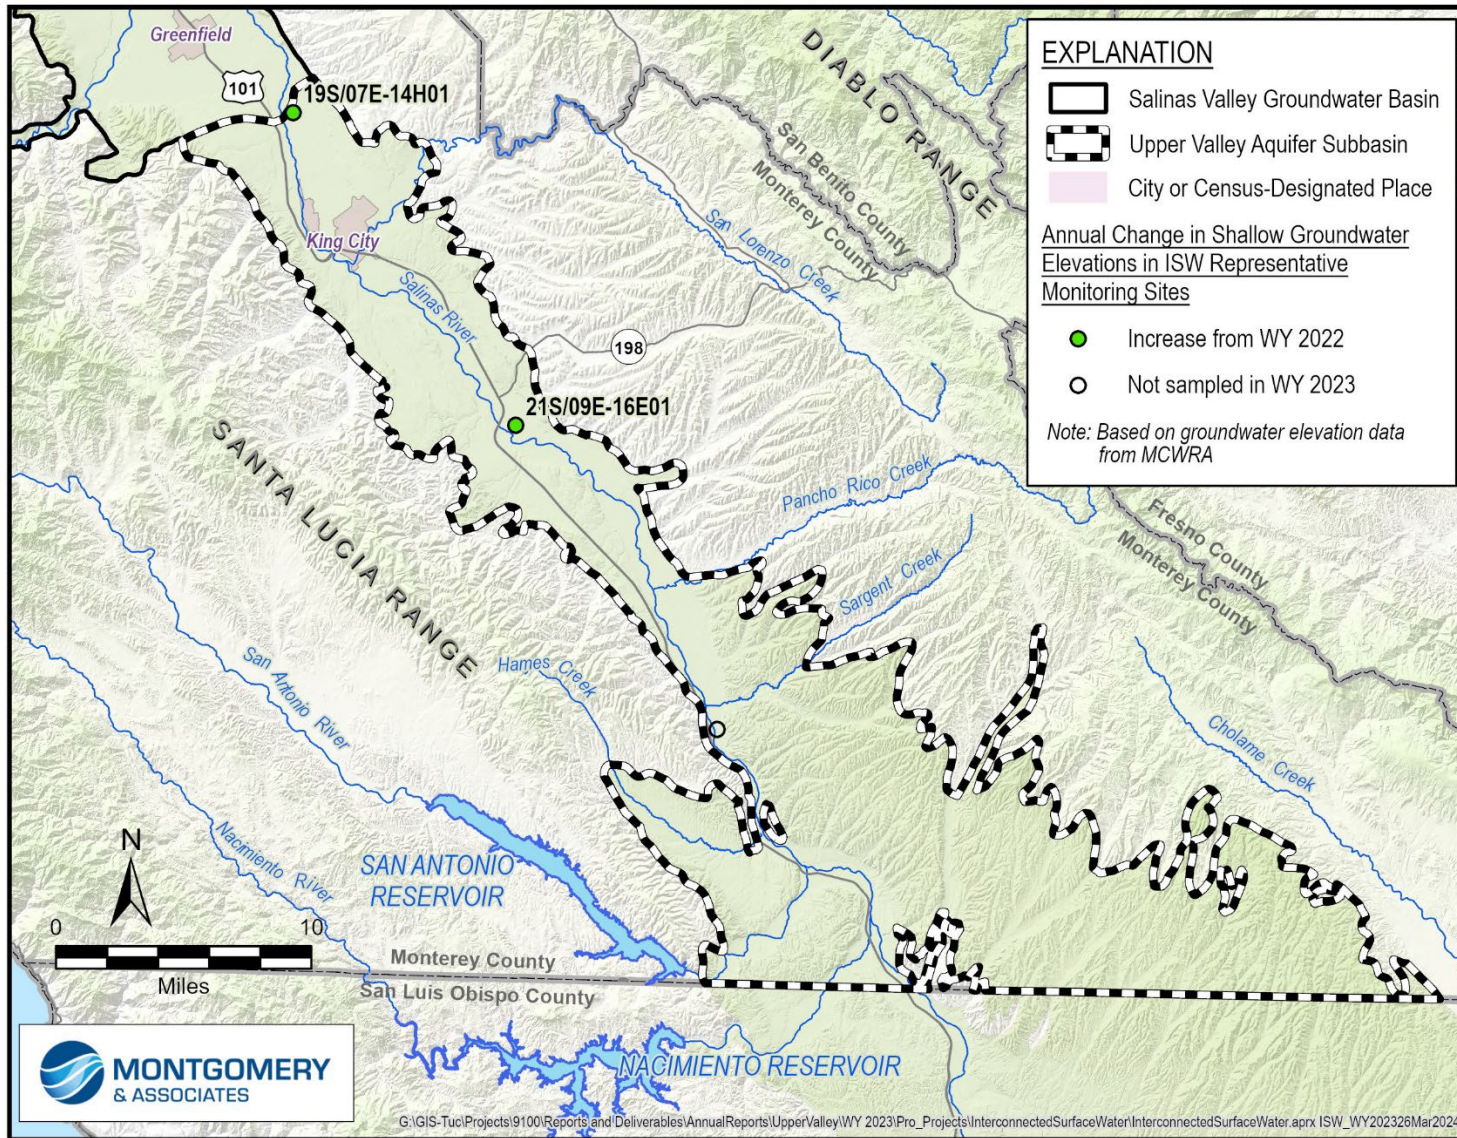 Greenfield
101
19S/07E-14H01
DIABLO RANGE
San Benito County
Monterey County
EXPLANATION
Salinas Valley Groundwater Basin
Upper Valley Aquifer Subbasin
City or Census-Designated Place
Annual Change in Shallow Groundwater
Elevations in ISW Representative
Monitoring Sites
Increase from WY 2022
Not sampled in WY 2023
Note: Based on groundwater elevation data
from MCWRA
King City
San Lorenzo Creek
Salinas River
198
21S/09E-16E01
SANTA LUCIA RANGE
Pancho Rico Creek
Fresno County
Monterey County
Sargent Creek
Hames Creek
San Antonio River
Cholame Creek
Nacimiento River
N
0 10
Miles
SAN ANTONIO
RESERVOIR
Monterey County
San Luis Obispo County
NACIMIENTO RESERVOIR
MONTGOMERY
& ASSOCIATES
G:\GIS-Tuc\Projects\9100\Reports and Deliverables\AnnualReports\UpperValley\WY 2023\Pro_Projects\InterconnectedSurfaceWater\InterconnectedSurfaceWater.aprx ISW_WY202326Mar2024